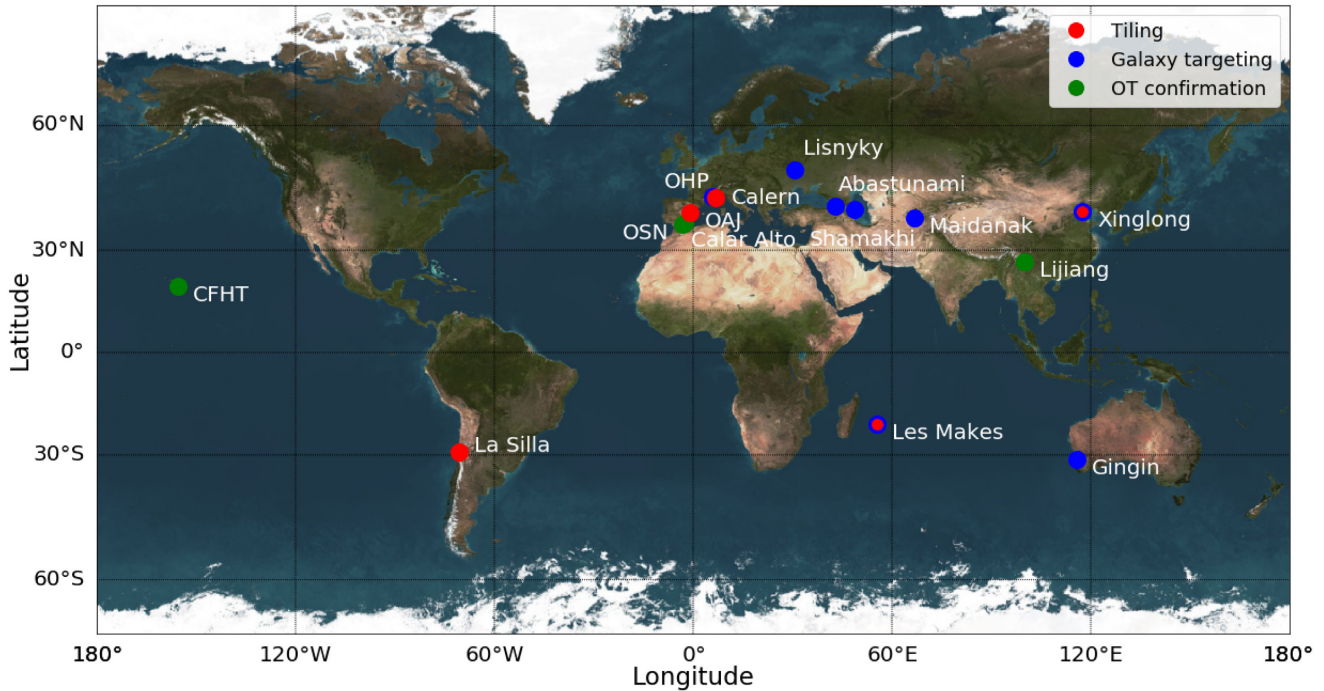 Tiling
Galaxy targeting
OT confirmation
60°N
Lisnyky
OHP
Abastunami
Calern
OSN
OAJ
Maidanak
Xinglong
Calar Alto
Shamakhi
30°N
Lijiang
CFHT
0°
Les Makes
La Silla
30°S
Gingin
60°S
Latitude
180°
120°W
60°W
0°
60°E
120°E
180°
Longitude